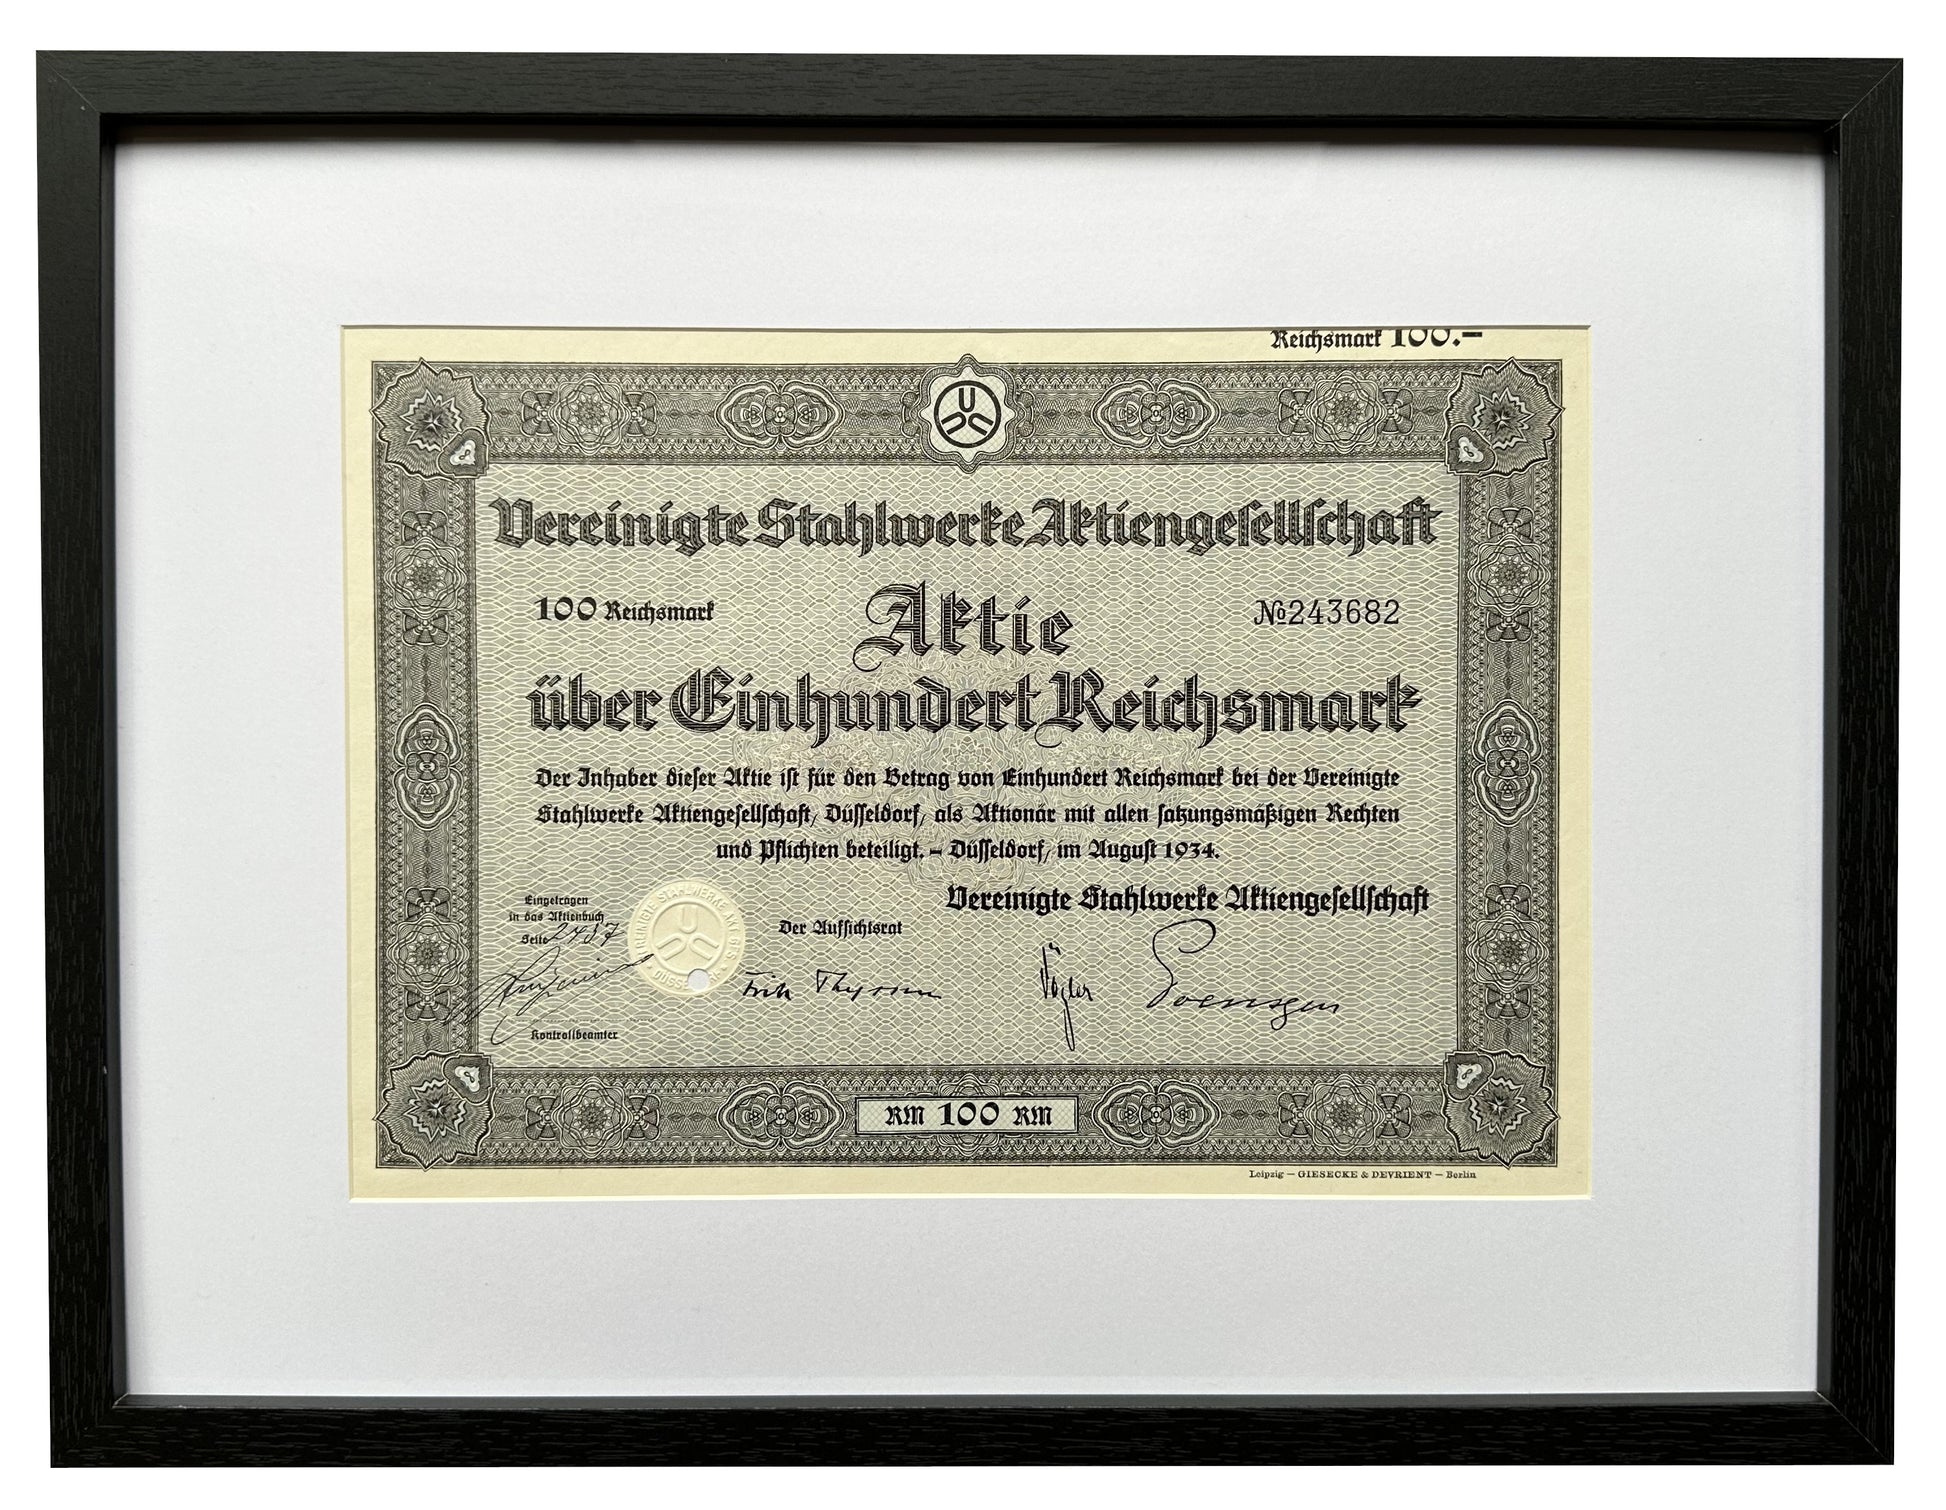 Reichsmark 100.–
Vereinigte Stahlwerke Aktiengesellschaft
100 Reichsmark
Aktie
№243682
über Einhundert Reichsmark
Der Inhaber dieser Aktie ist für den Betrag von Einhundert Reichsmark bei der Vereinigte
Stahlwerke Aktiengesellschaft, Düsseldorf, als Aktionär mit allen satzungsmäßigen Rechten
und Pflichten beteiligt. – Düsseldorf, im August 1934.
Vereinigte Stahlwerke Aktiengesellschaft
Eingetragen
in das Aktienbuch
Seite
Der Aufsichtsrat
Fritz Thyssen
Vögler
Poensgen
Kontrollbeamter
RM 100 RM
Leipzig – GIESECKE & DEVRIENT – Berlin